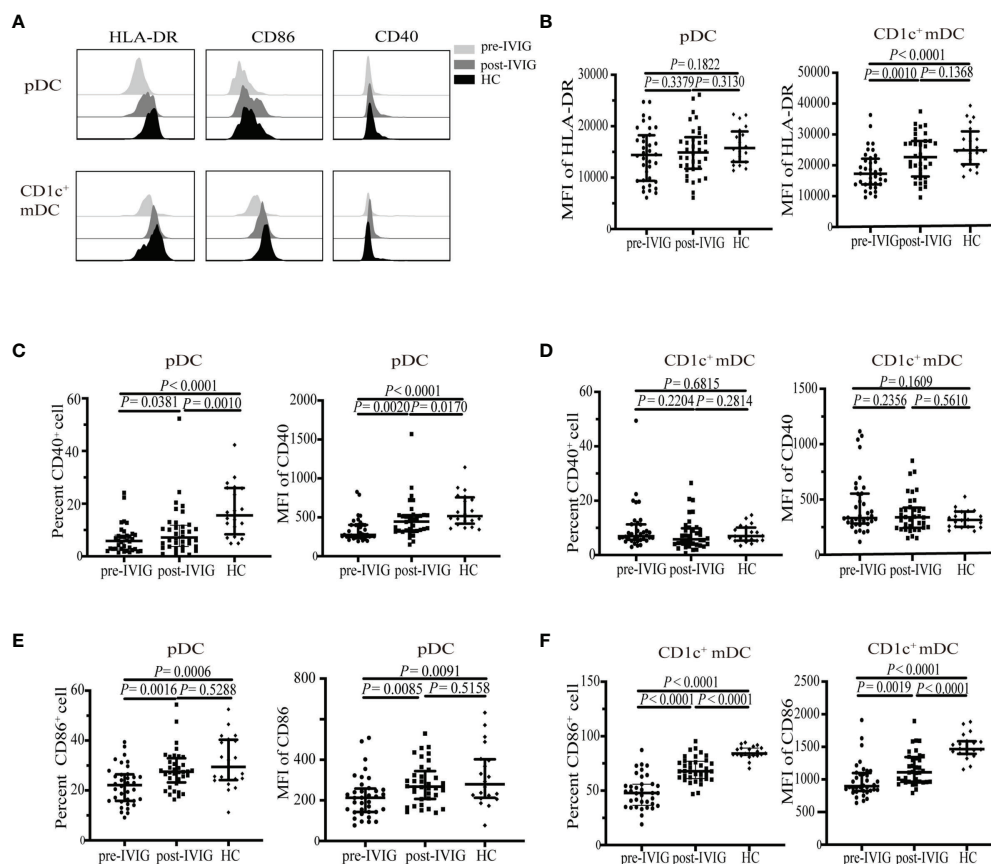 A
HLA-DR CD86 CD40
pre-IVIG
post-IVIG
HC
pDC
CD1c+
mDC
B
pDC
P = 0.1822
P = 0.3379 P = 0.3130
MFI of HLA-DR
30000
20000
10000
0
pre-IVIG post-IVIG HC
CD1c+ mDC
P < 0.0001
P = 0.0010 P = 0.1368
MFI of HLA-DR
50000
40000
30000
20000
10000
0
pre-IVIG post-IVIG HC
C
pDC
P < 0.0001
P = 0.0381 P = 0.0010
Percent CD40+ cell
60
40
20
0
pre-IVIG post-IVIG HC
pDC
P < 0.0001
P = 0.0020 P = 0.0170
MFI of CD40
2000
1500
1000
500
0
pre-IVIG post-IVIG HC
D
CD1c+ mDC
P = 0.6815
P = 0.2204 P = 0.2814
Percent CD40+ cell
60
40
20
0
pre-IVIG post-IVIG HC
CD1c+ mDC
P = 0.1609
P = 0.2356 P = 0.5610
MFI of CD40
1500
1000
500
0
pre-IVIG post-IVIG HC
E
pDC
P = 0.0006
P = 0.0016 P = 0.5288
Percent CD86+ cell
60
40
20
0
pre-IVIG post-IVIG HC
pDC
P = 0.0091
P = 0.0085 P = 0.5158
MFI of CD86
800
600
400
200
0
pre-IVIG post-IVIG HC
F
CD1c+ mDC
P < 0.0001
P < 0.0001 P < 0.0001
Percent CD86+ cell
100
75
50
25
0
pre-IVIG post-IVIG HC
CD1c+ mDC
P < 0.0001
P = 0.0019 P < 0.0001
MFI of CD86
2500
2000
1500
1000
500
0
pre-IVIG post-IVIG HC